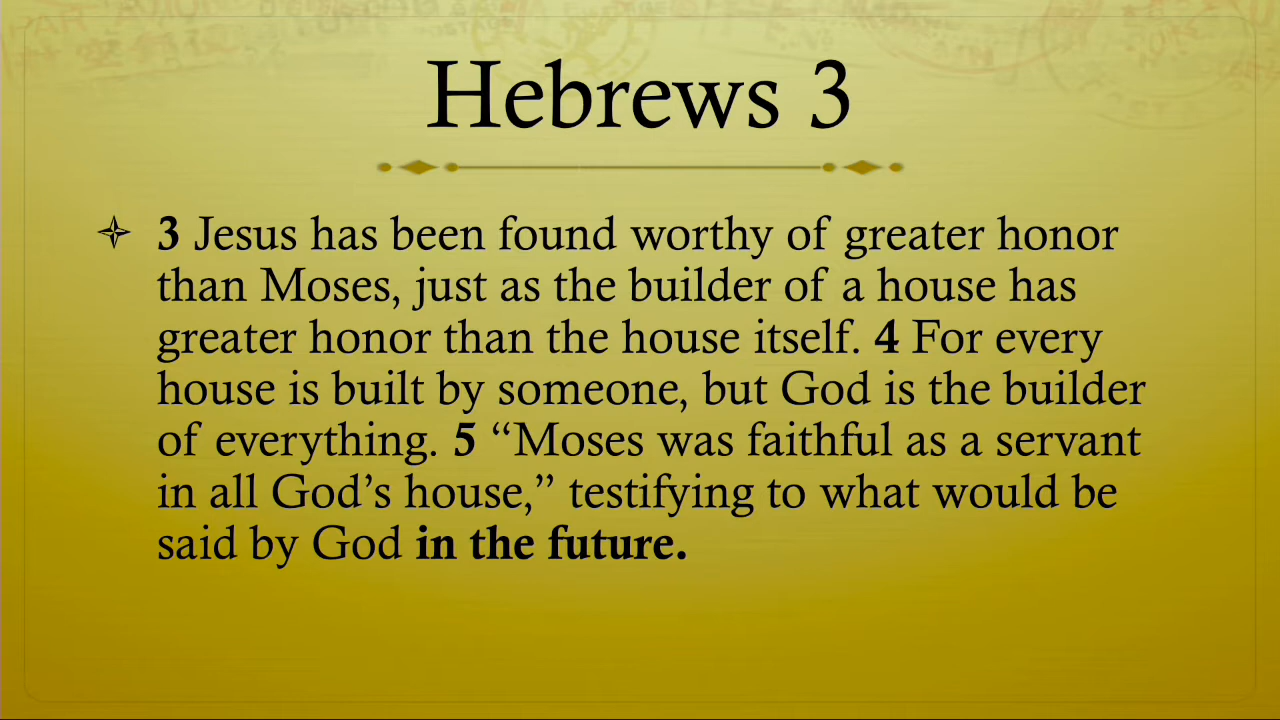 Hebrews 3
3 Jesus has been found worthy of greater honor
than Moses, just as the builder of a house has
greater honor than the house itself. 4 For every
house is built by someone, but God is the builder
of everything. 5 “Moses was faithful as a servant
in all God’s house,” testifying to what would be
said by God in the future.